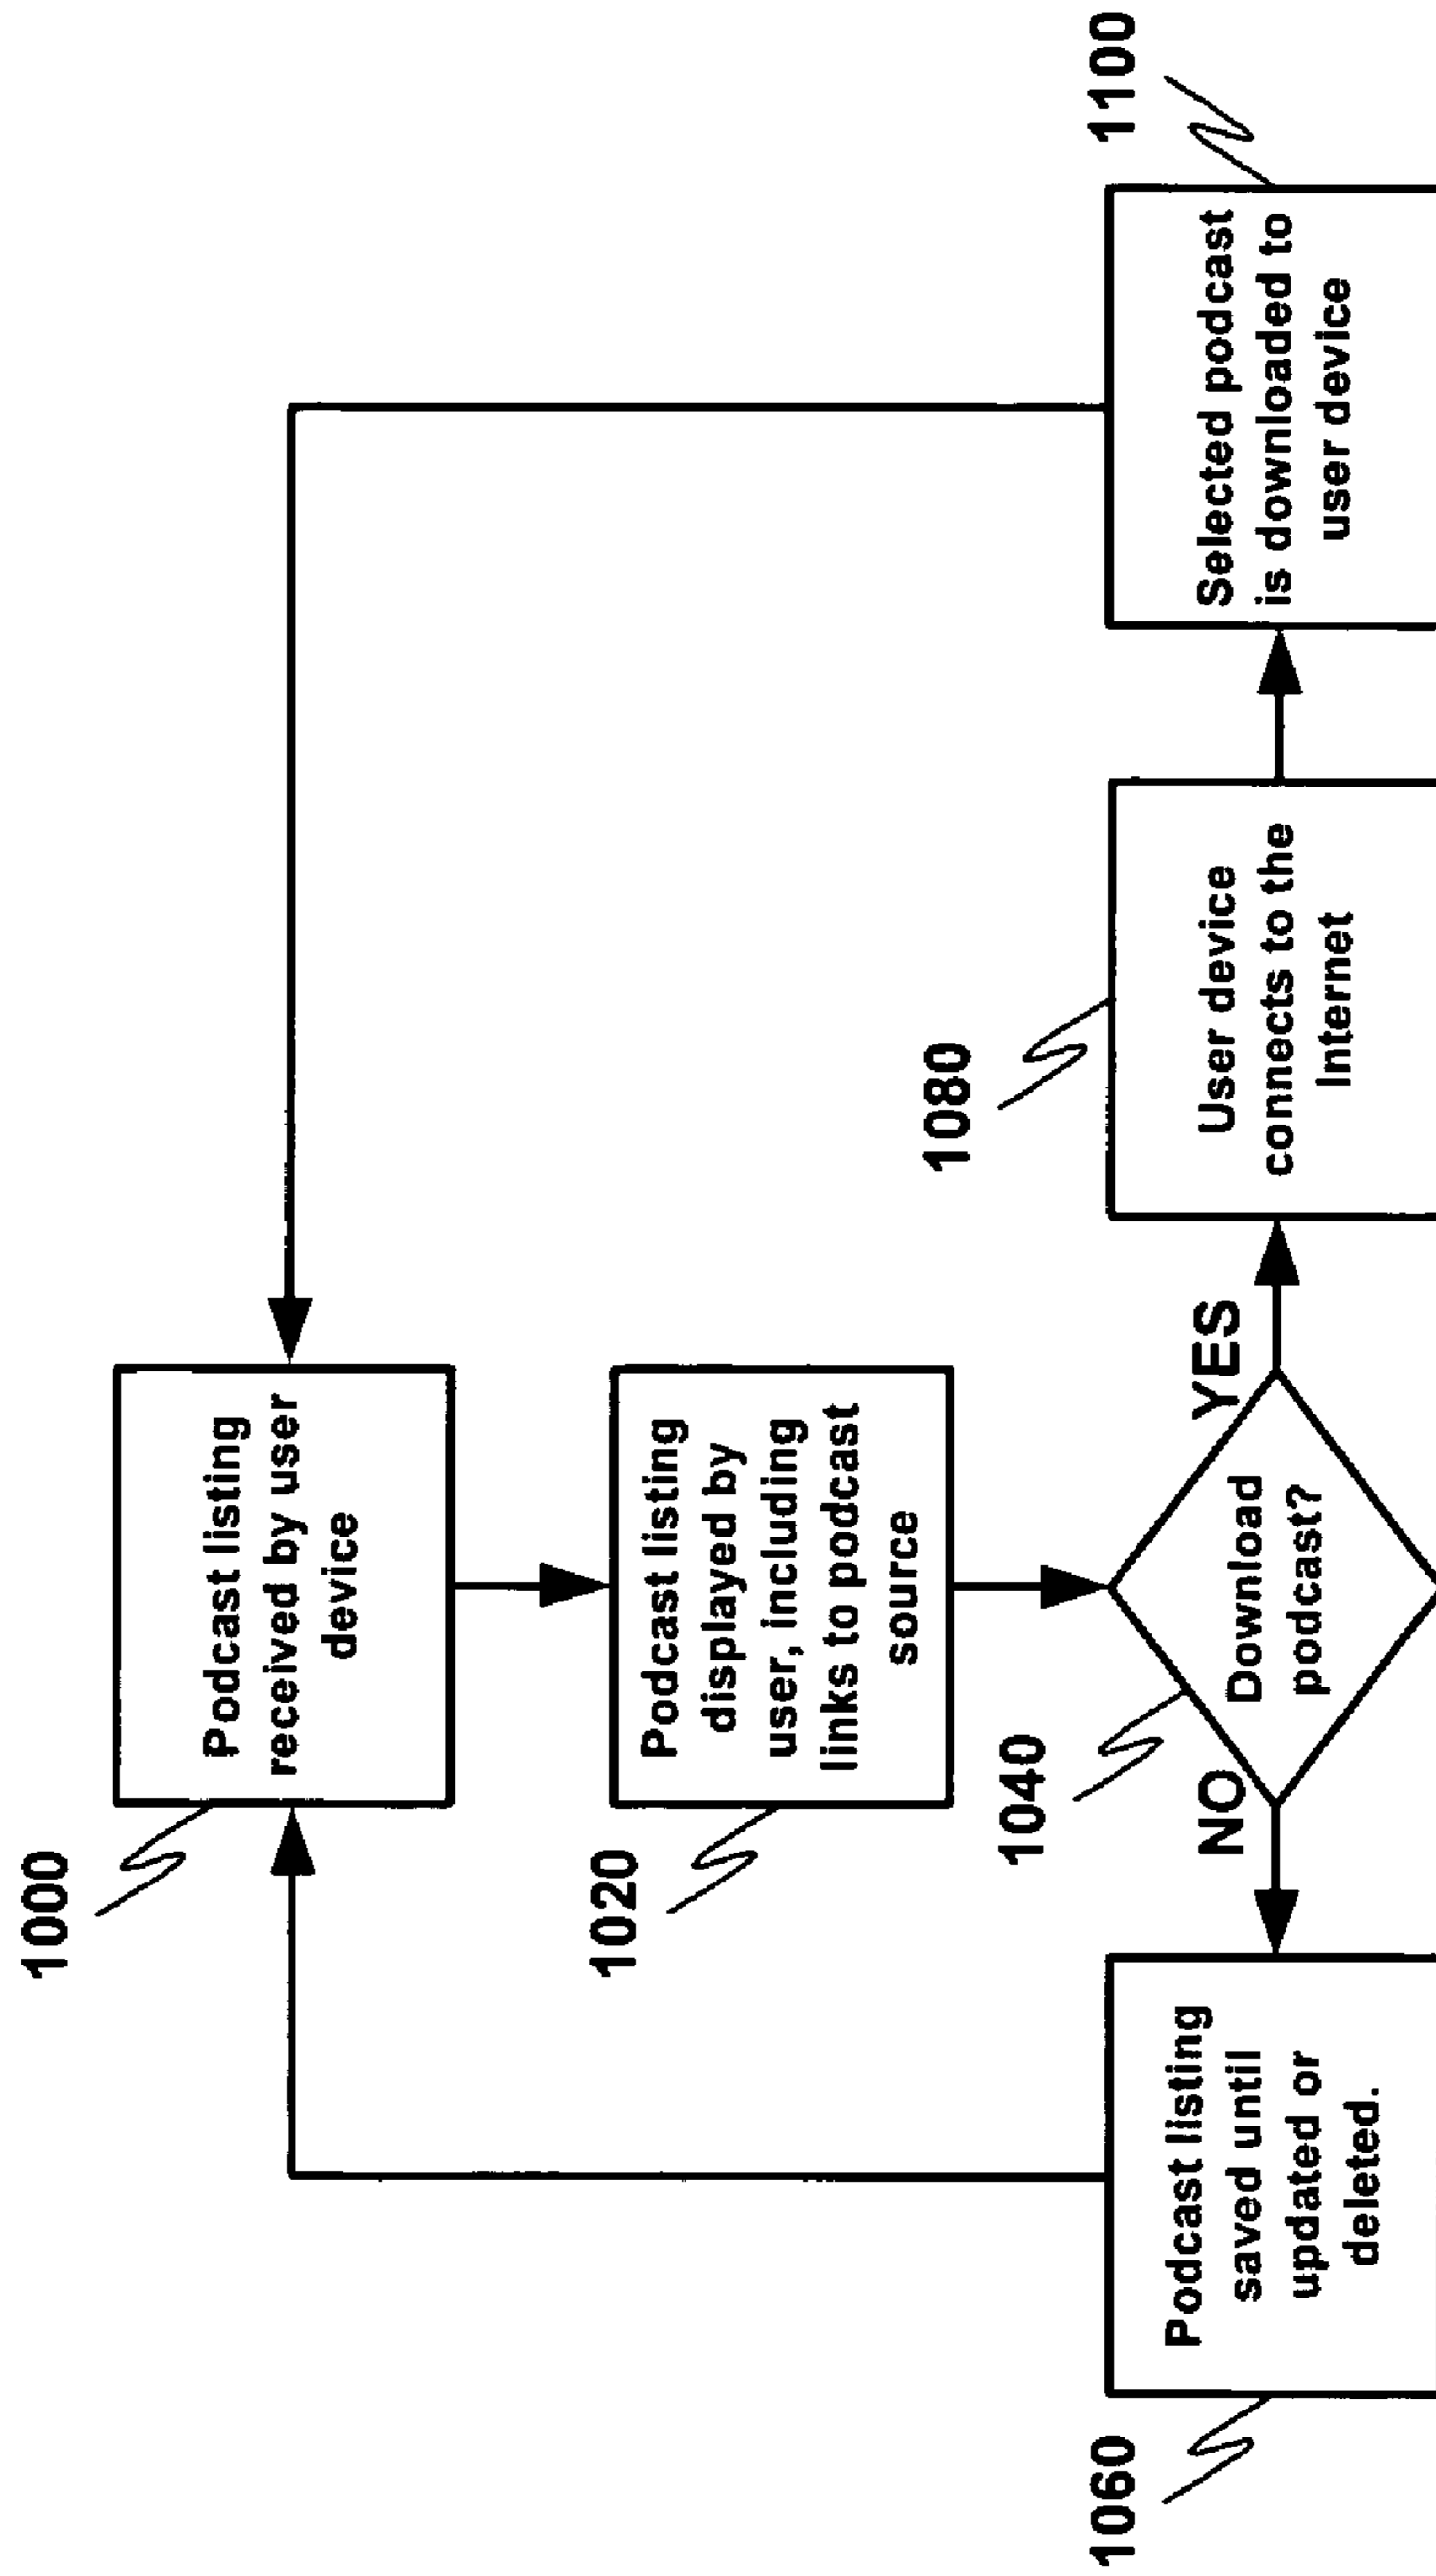 1000
Podcast listing
received by user
device
1020
Podcast listing
displayed by
user, including
links to podcast
source
1040
Download
podcast?
NO
YES
1060
Podcast listing
saved until
updated or
deleted.
1080
User device
connects to the
Internet
1100
Selected podcast
is downloaded to
user device